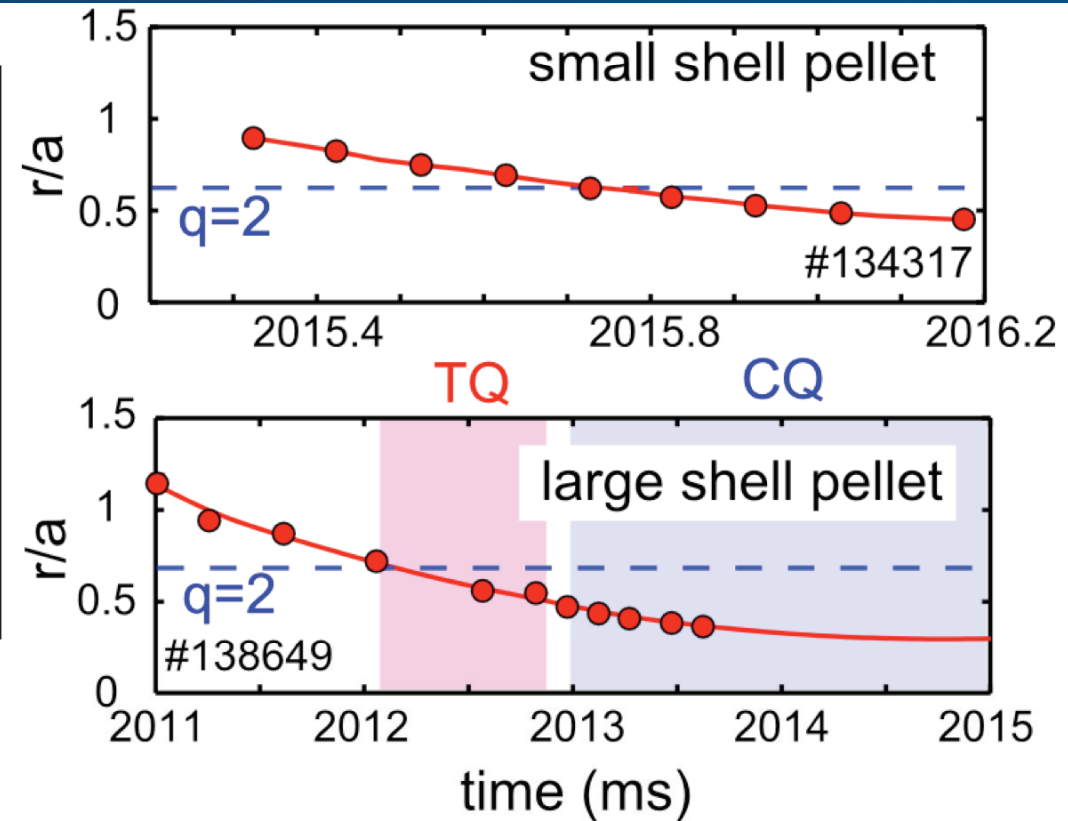 1.5
small shell pellet
1
r/a
0.5
q=2
#134317
0
2015.4 2015.8 2016.2
TQ CQ
1.5
large shell pellet
1
r/a
0.5
q=2
#138649
0
2011 2012 2013 2014 2015
time (ms)